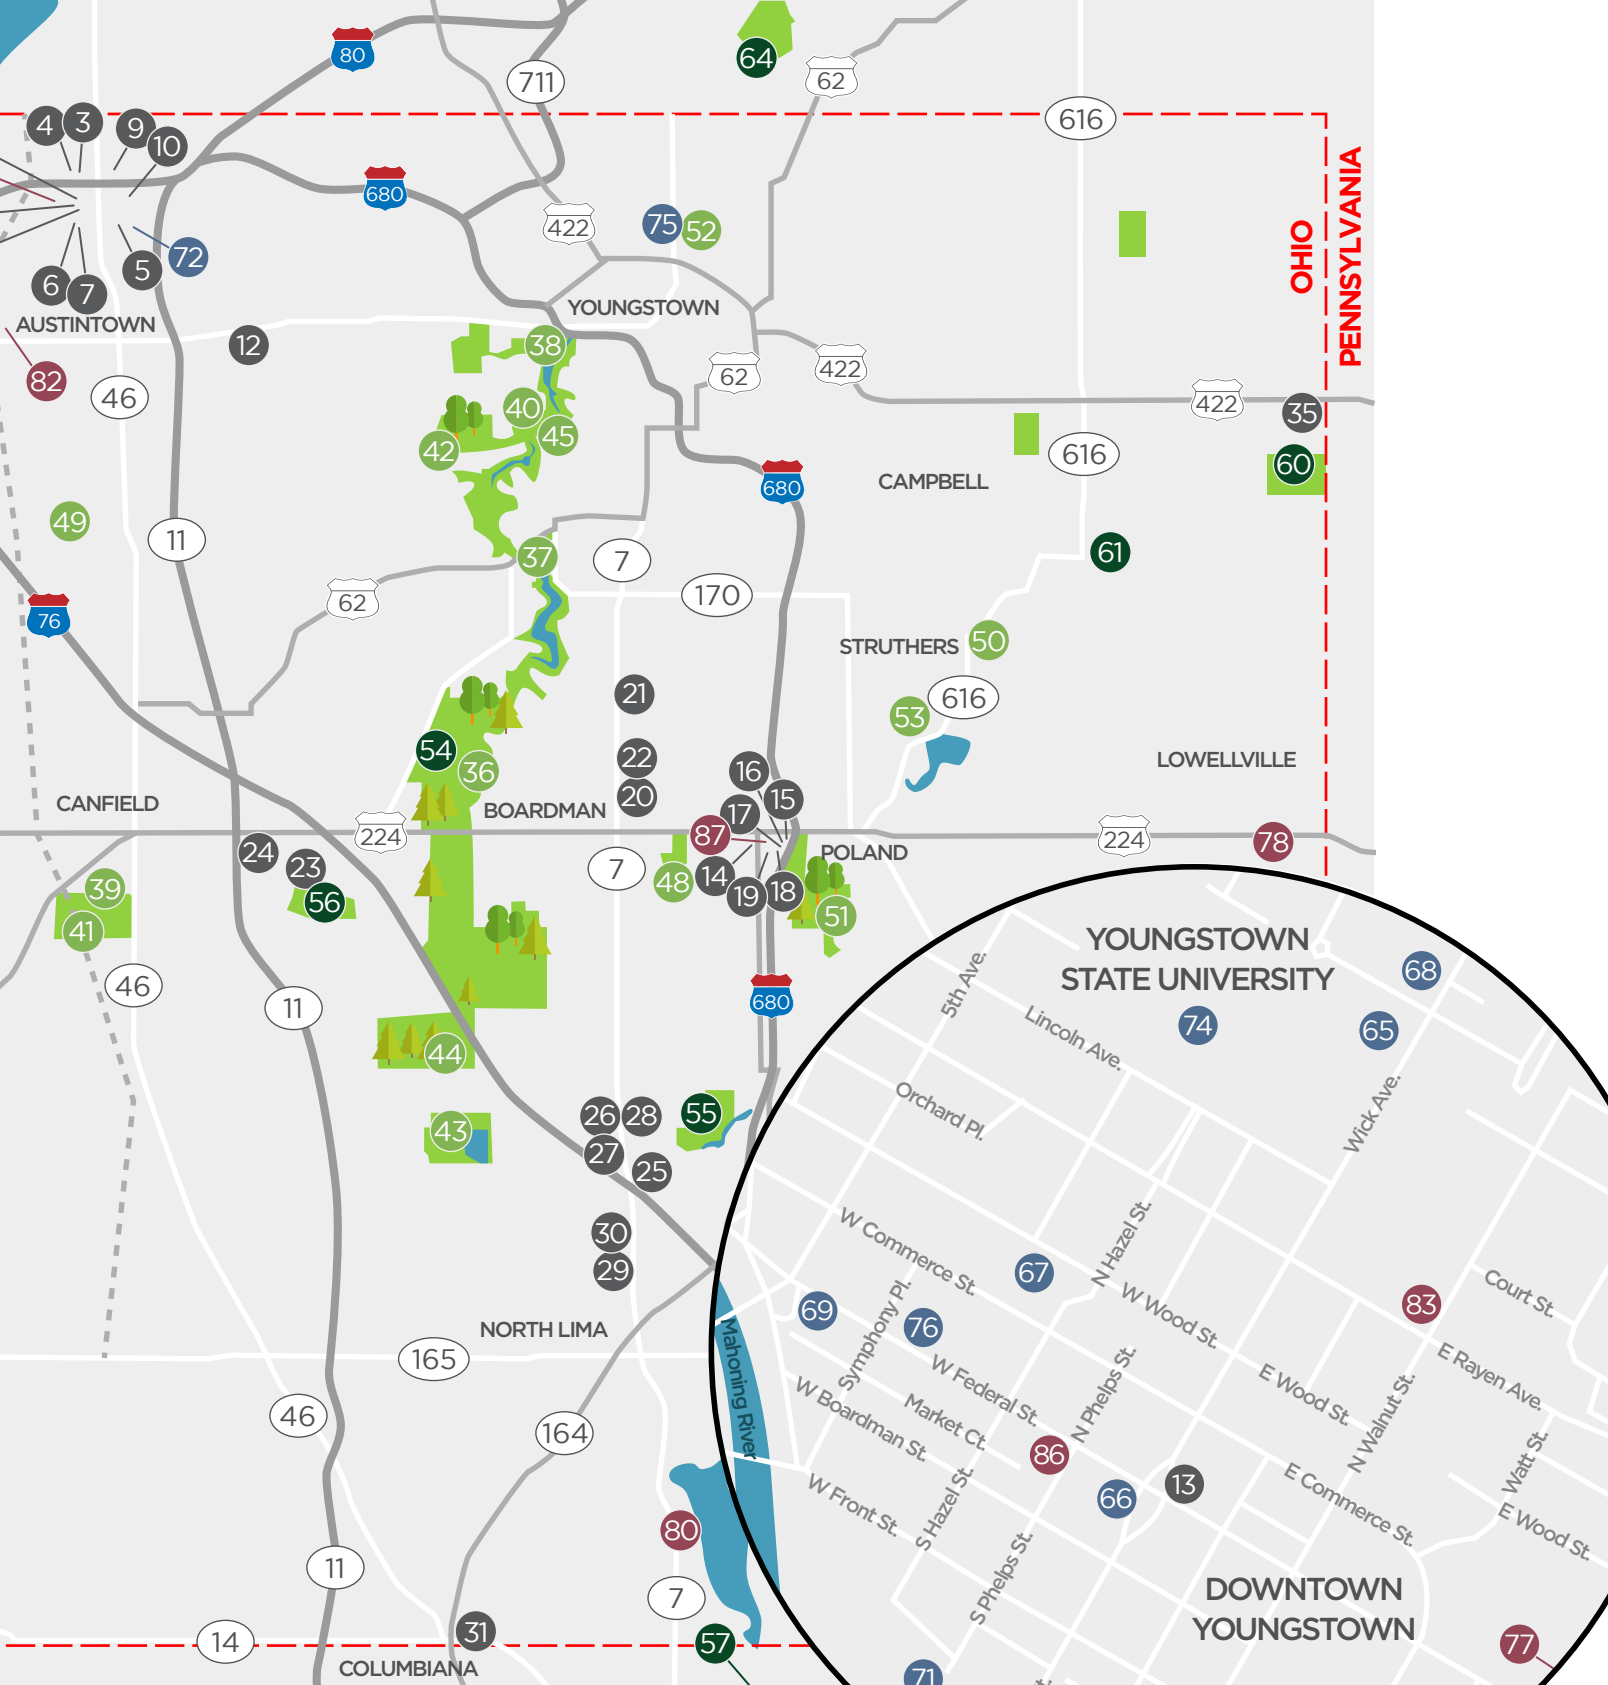 80
64
62
711
616
4
3
9
10
680
OHIO
PENNSYLVANIA
422
75
52
72
5
6
7
AUSTINTOWN
YOUNGSTOWN
12
38
62
422
82
46
40
422
35
45
42
616
60
680
CAMPBELL
49
11
37
7
61
170
62
76
STRUTHERS
50
21
616
53
54
36
22
16
LOWELLVILLE
20
15
CANFIELD
BOARDMAN
17
87
224
224
78
24
23
7
48
14
POLAND
39
56
19
18
51
41
YOUNGSTOWN
STATE UNIVERSITY
68
5th Ave.
46
11
680
74
65
Lincoln Ave.
44
Orchard Pl.
Wick Ave.
26
28
55
43
27
25
30
29
W Commerce St.
N Hazel St.
67
69
76
Symphony Pl.
W Wood St.
83
Court St.
NORTH LIMA
165
Mahoning River
W Federal St.
W Boardman St.
Market Ct.
N Phelps St.
E Wood St.
E Rayen Ave.
N Walnut St.
46
164
86
66
13
Watt St.
W Front St.
S Hazel St.
E Commerce St.
E Wood St.
80
11
7
S Phelps St.
DOWNTOWN
YOUNGSTOWN
14
31
57
77
COLUMBIANA
71